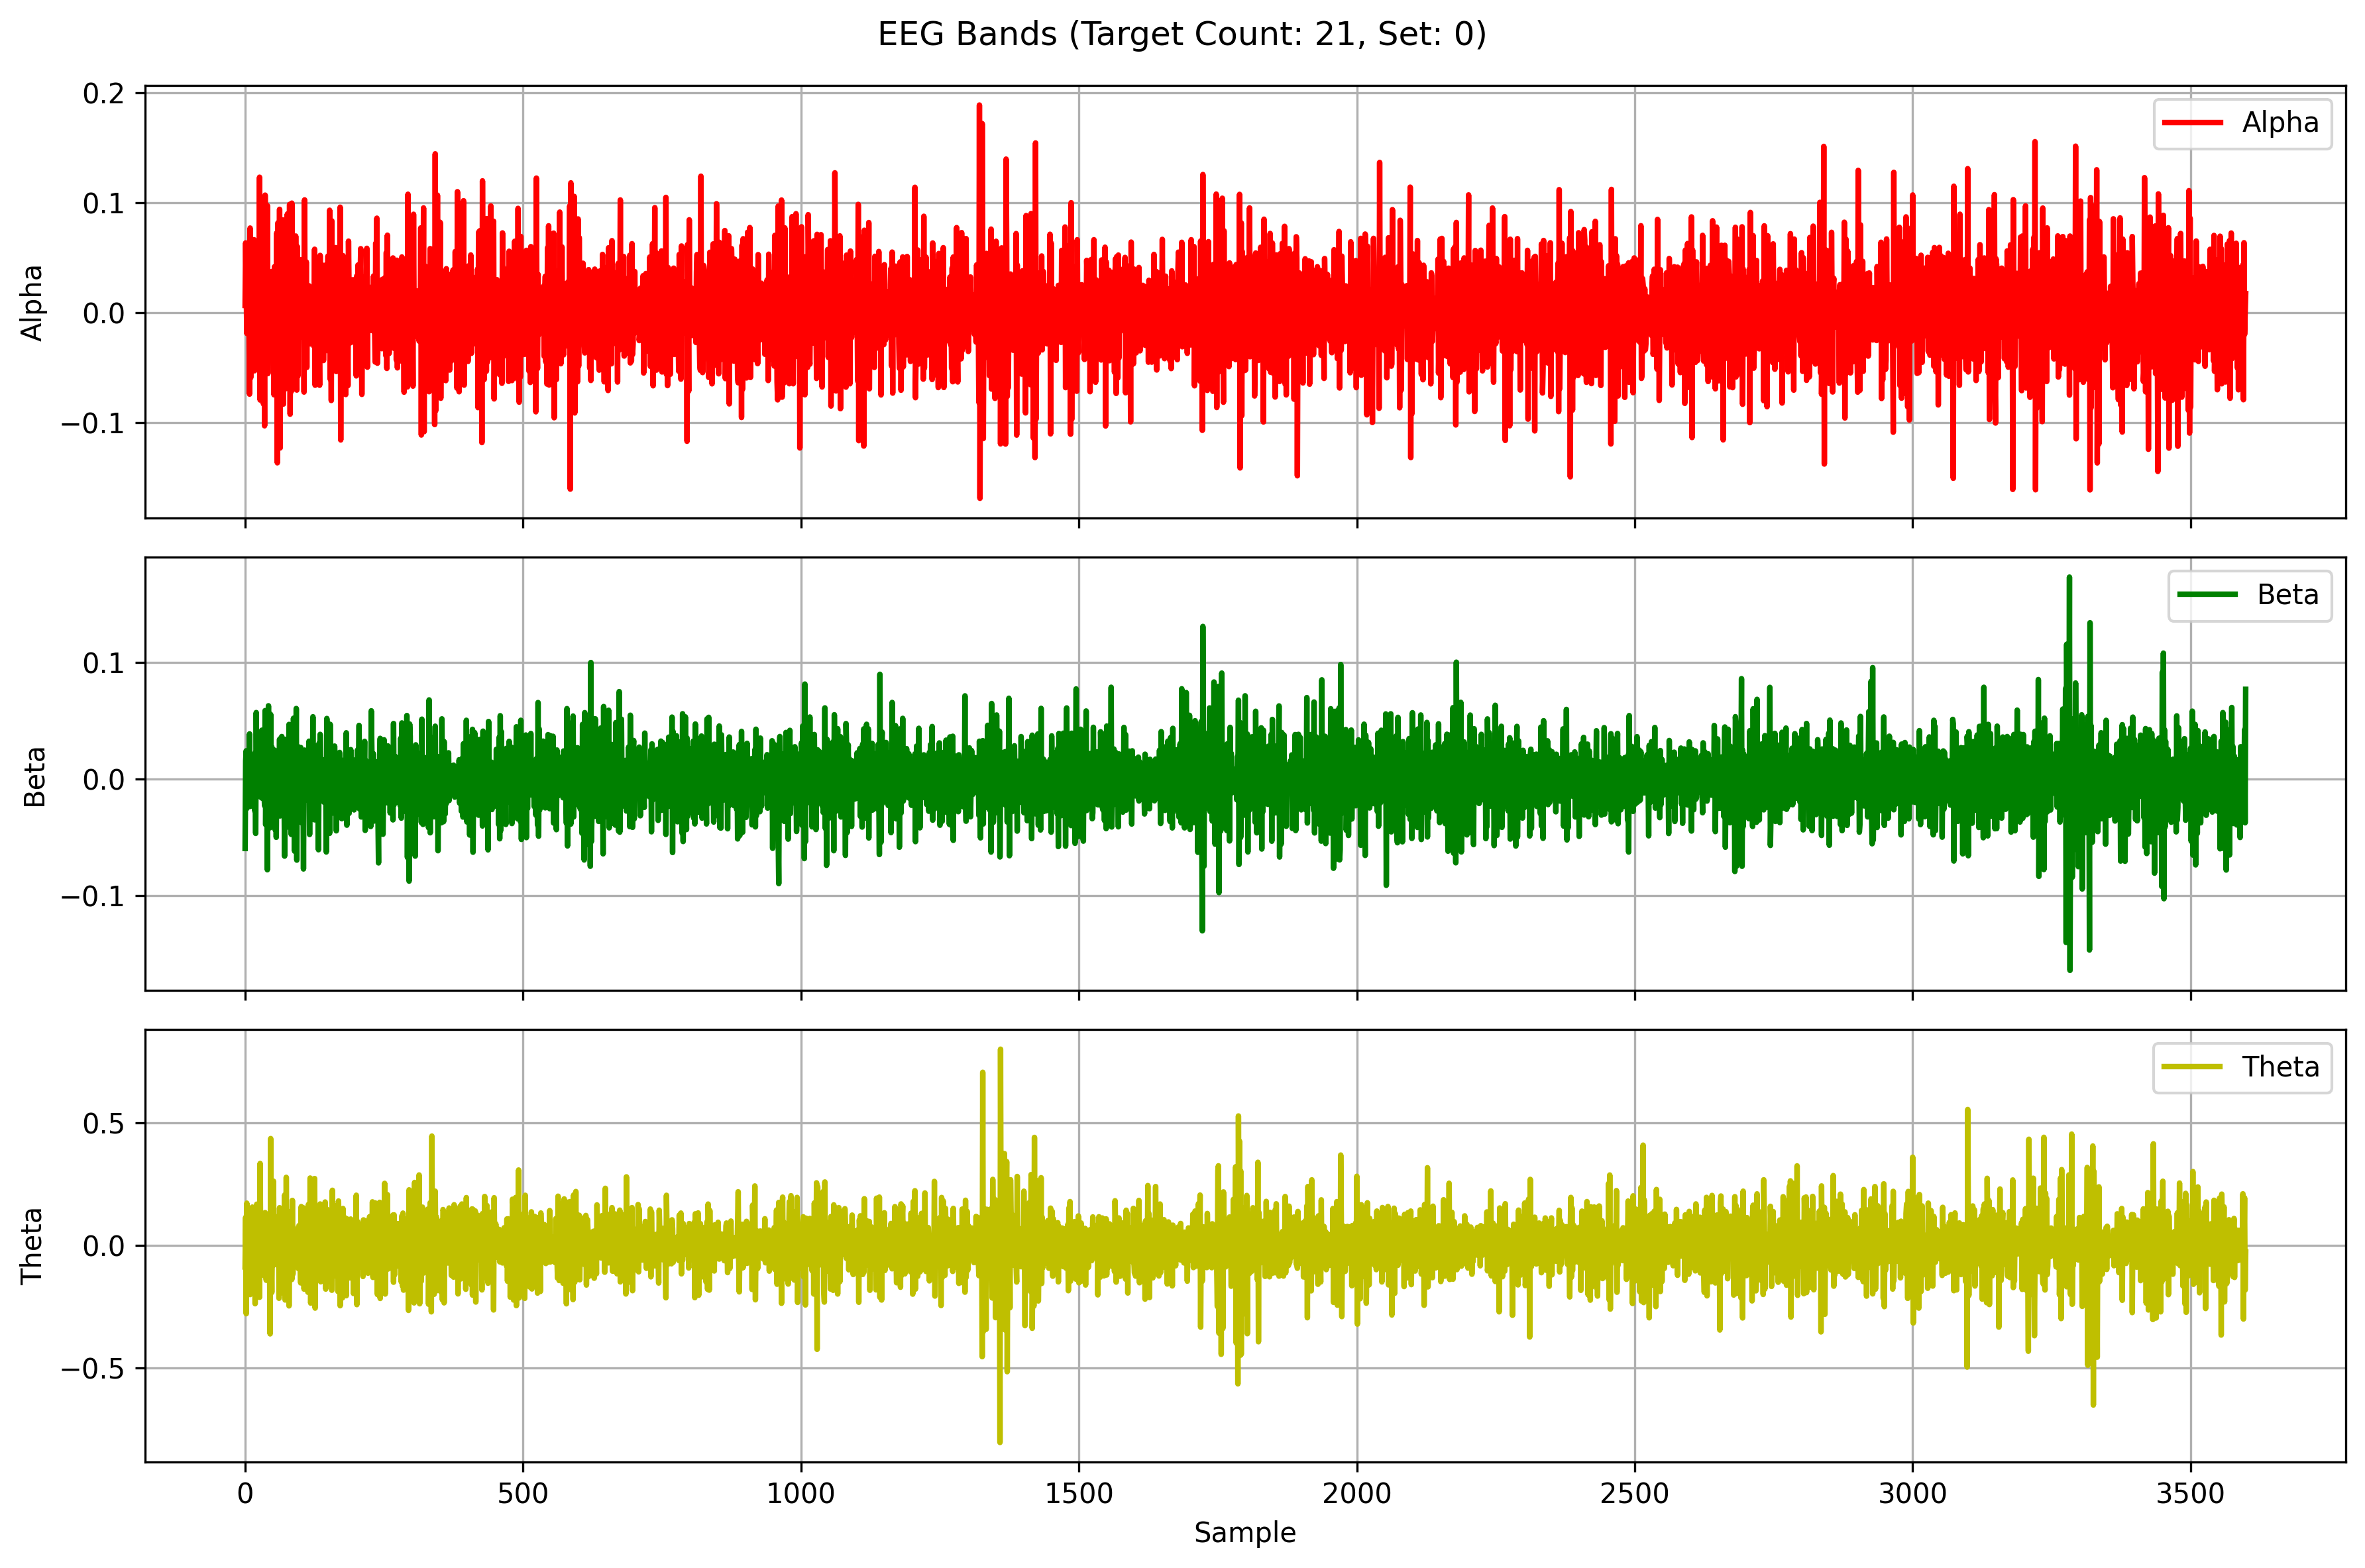 EEG Bands (Target Count: 21, Set: 0)
0.2
0.1
0.0
−0.1
Alpha
Alpha
0.1
0.0
−0.1
Beta
Beta
0.5
0.0
−0.5
Theta
Theta
0 500 1000 1500 2000 2500 3000 3500
Sample